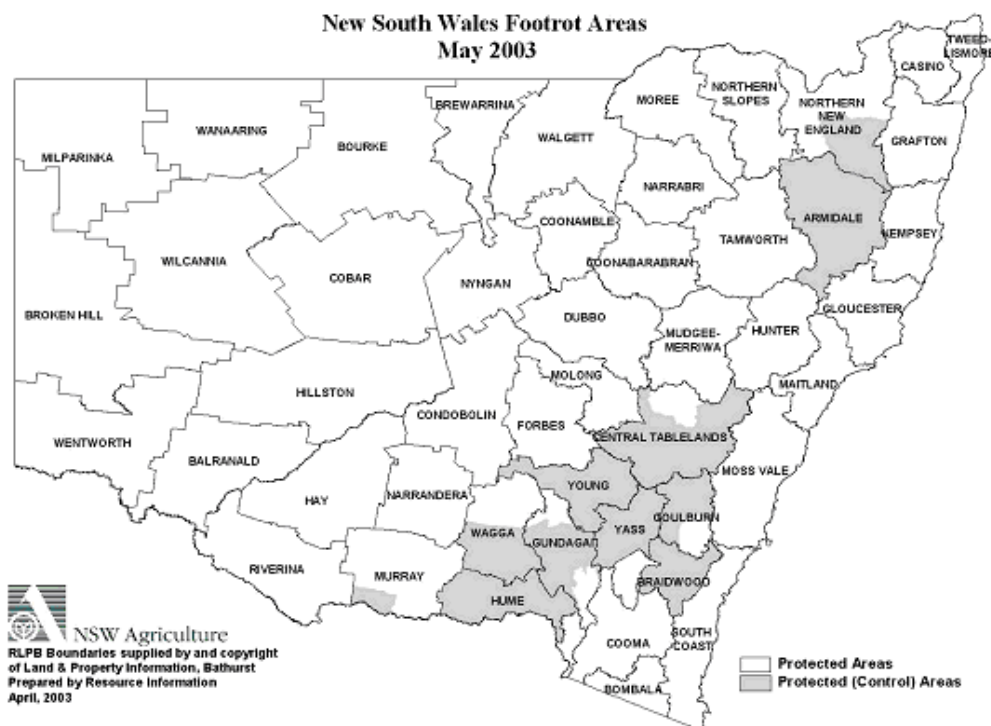 New South Wales Footrot Areas
May 2003
TWEED-
LISMORE
CASINO
NORTHERN
SLOPES
MOREE
BREWARRINA
NORTHERN
NEW
ENGLAND
WANAARING
WALGETT
BOURKE
GRAFTON
MILPARINKA
NARRABRI
ARMIDALE
COONAMBLE
KEMPSEY
TAMWORTH
WILCANNIA
COONABARABRAN
COBAR
NYNGAN
GLOUCESTER
BROKEN HILL
DUBBO
MUDGEE-
MERRIWA
HUNTER
MOLONG
MAITLAND
HILLSTON
CONDOBOLIN
FORBES
CENTRAL TABLELANDS
WENTWORTH
BALRANALD
MOSS VALE
YOUNG
HAY
NARRANDERA
GOULBURN
WAGGA
YASS
GUNDAGAI
RIVERINA
MURRAY
BRAIDWOOD
HUME
SOUTH
COAST
COOMA
BOMBALA
NSW Agriculture
RLPB Boundaries supplied by and copyright
of Land & Property Information, Bathurst
Prepared by Resource Information
April, 2003
Protected Areas
Protected (Control) Areas